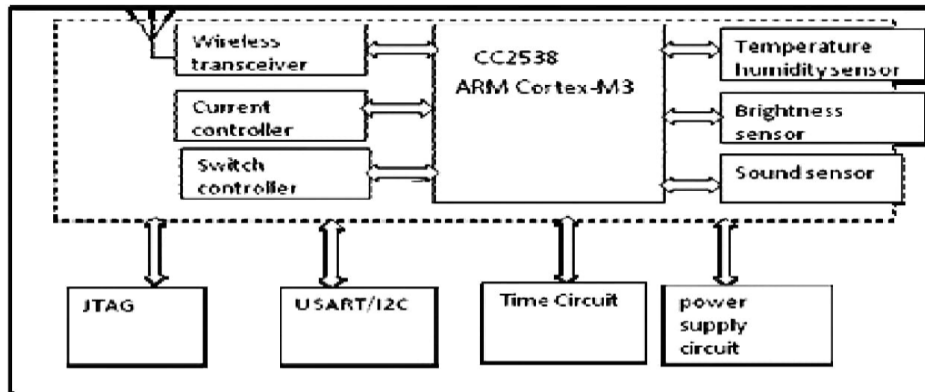 Wireless
transceiver
Current
controller
Switch
controller
CC2538
ARM Cortex-M3
Temperature
humidity sensor
Brightness
sensor
Sound sensor
JTAG
USART/I2C
Time Circuit
power
supply
circuit